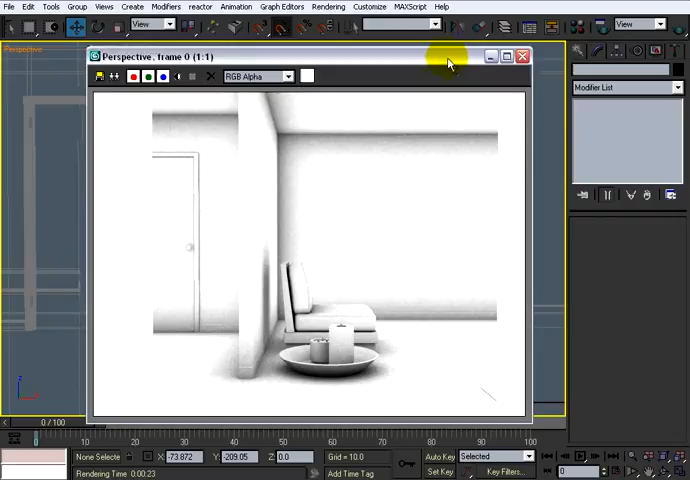 File Edit Tools Group Views Create Modifiers reactor Animation Graph Editors Rendering Customize MAXScript Help
View
View
Perspective
Perspective, frame 0 (1:1)
RGB Alpha
Modifier List
z
x
0 / 100
0 10 20 30 40 50 60 70 80 90 100
None Selecte X: -73.872 Y: -209.05 Z: 0.0 Grid = 10.0 Auto Key Selected
Rendering Time 0:00:23 Add Time Tag Set Key Key Filters... 0